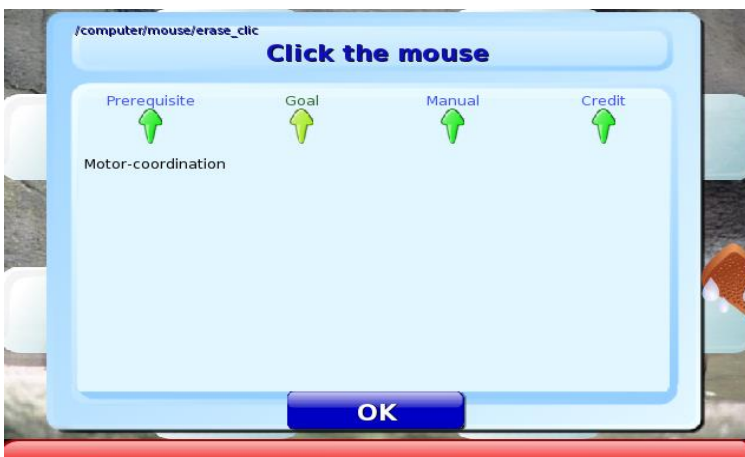 /computer/mouse/erase_clic
Click the mouse
Prerequisite Goal Manual Credit
Motor-coordination
OK